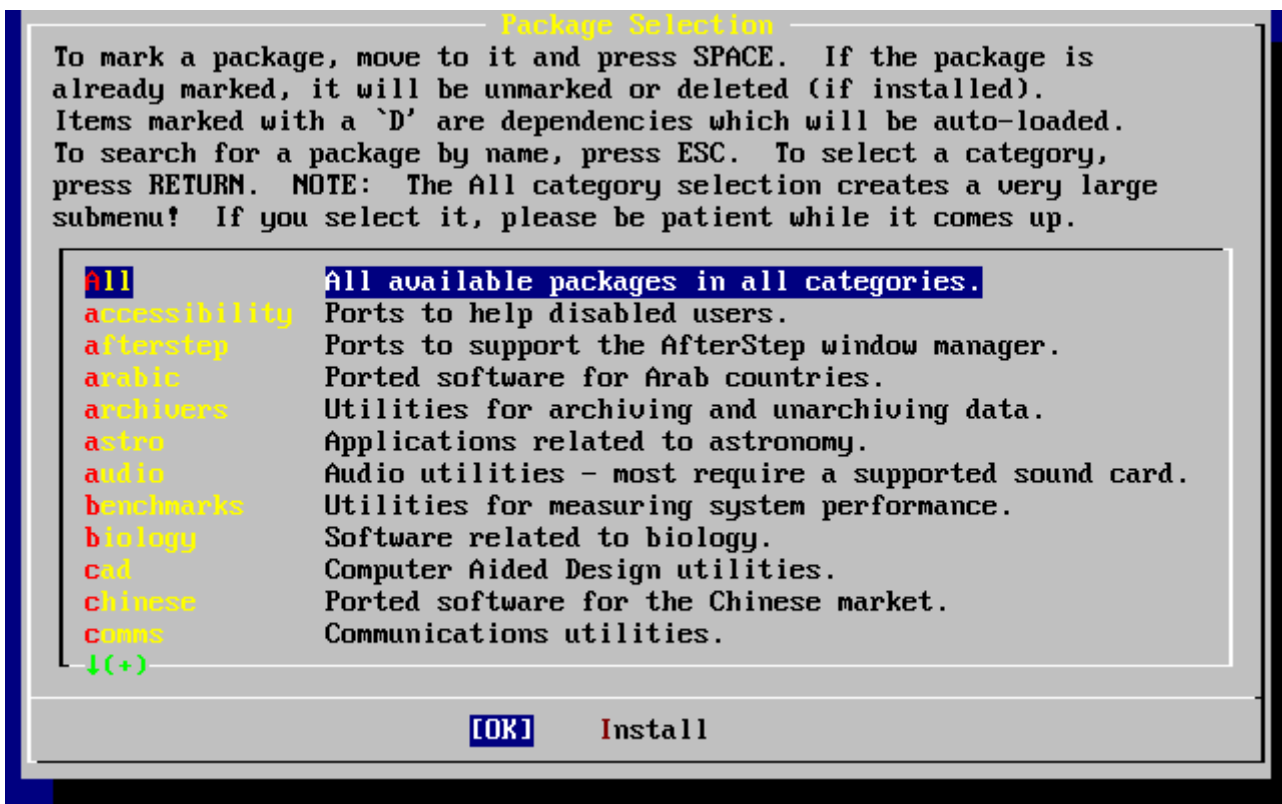 Package Selection
To mark a package, move to it and press SPACE.  If the package is
already marked, it will be unmarked or deleted (if installed).
Items marked with a `D' are dependencies which will be auto-loaded.
To search for a package by name, press ESC.  To select a category,
press RETURN.  NOTE:  The All category selection creates a very large
submenu!  If you select it, please be patient while it comes up.
All All available packages in all categories.
accessibility Ports to help disabled users.
afterstep Ports to support the AfterStep window manager.
arabic Ported software for Arab countries.
archivers Utilities for archiving and unarchiving data.
astro Applications related to astronomy.
audio Audio utilities - most require a supported sound card.
benchmarks Utilities for measuring system performance.
biology Software related to biology.
cad Computer Aided Design utilities.
chinese Ported software for the Chinese market.
comms Communications utilities.
↓(+)
[OK] Install